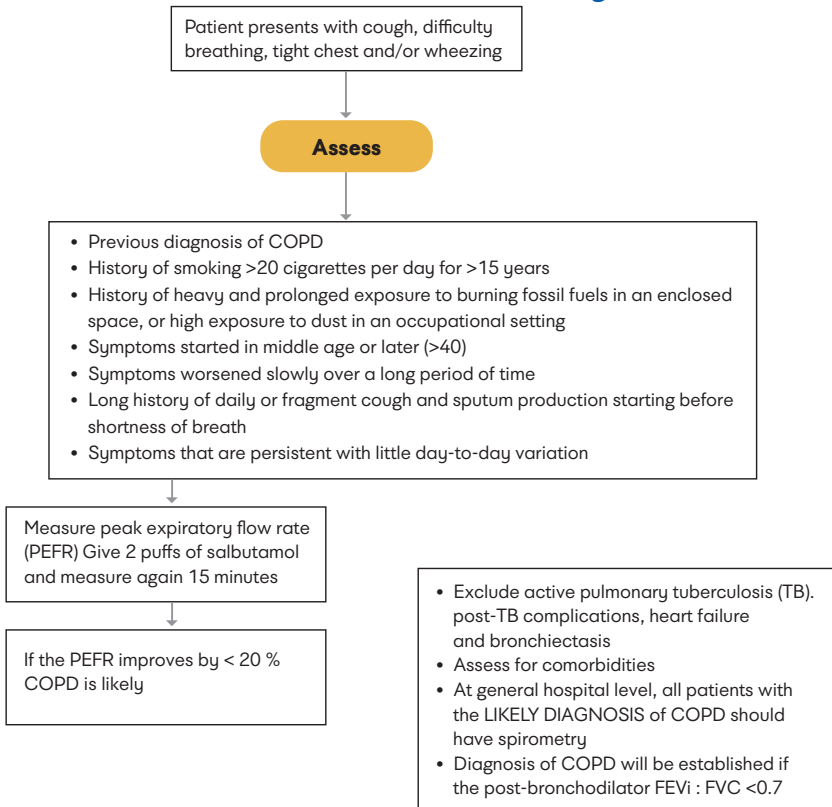 Patient presents with cough, difficulty
breathing, tight chest and/or wheezing
Assess
• Previous diagnosis of COPD
• History of smoking >20 cigarettes per day for >15 years
• History of heavy and prolonged exposure to burning fossil fuels in an enclosed
space, or high exposure to dust in an occupational setting
• Symptoms started in middle age or later (>40)
• Symptoms worsened slowly over a long period of time
• Long history of daily or fragment cough and sputum production starting before
shortness of breath
• Symptoms that are persistent with little day-to-day variation
Measure peak expiratory flow rate
(PEFR) Give 2 puffs of salbutamol
and measure again 15 minutes
If the PEFR improves by < 20 %
COPD is likely
• Exclude active pulmonary tuberculosis (TB).
post-TB complications, heart failure
and bronchiectasis
• Assess for comorbidities
• At general hospital level, all patients with
the LIKELY DIAGNOSIS of COPD should
have spirometry
• Diagnosis of COPD will be established if
the post-bronchodilator FEVi : FVC <0.7